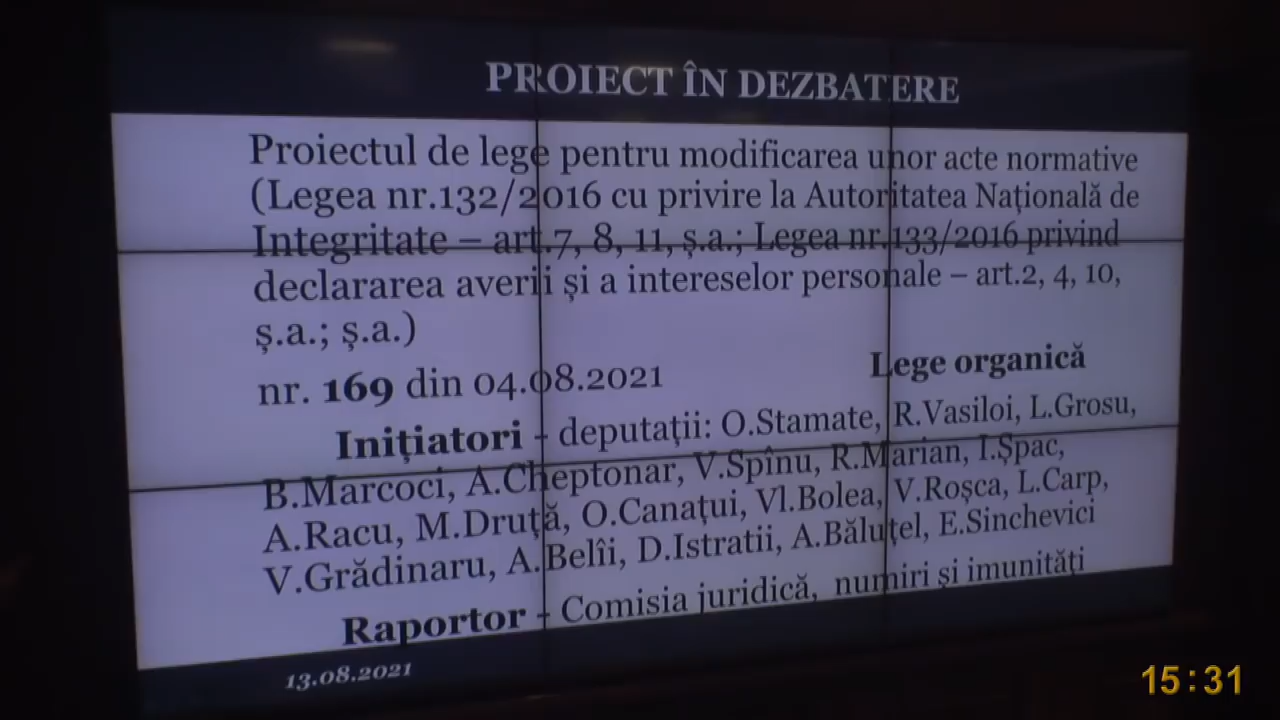 PROIECT ÎN DEZBATERE
Proiectul de lege pentru modificarea unor acte normative
(Legea nr.132/2016 cu privire la Autoritatea Națională de
Integritate – art.7, 8, 11, ș.a.; Legea nr.133/2016 privind
declararea averii și a intereselor personale – art.2, 4, 10,
ș.a.; ș.a.)
nr. 169 din 04.08.2021 Lege organică
Inițiatori - deputații: O.Stamate, R.Vasiloi, L.Grosu,
B.Marcoci, A.Cheptonar, V.Spînu, R.Marian, I.Șpac,
A.Racu, M.Druță, O.Canațui, Vl.Bolea, V.Roșca, L.Carp,
V.Grădinaru, A.Belîi, D.Istratii, A.Băluțel, E.Sinchevici
Raportor - Comisia juridică, numiri și imunități
13.08.2021
15:31